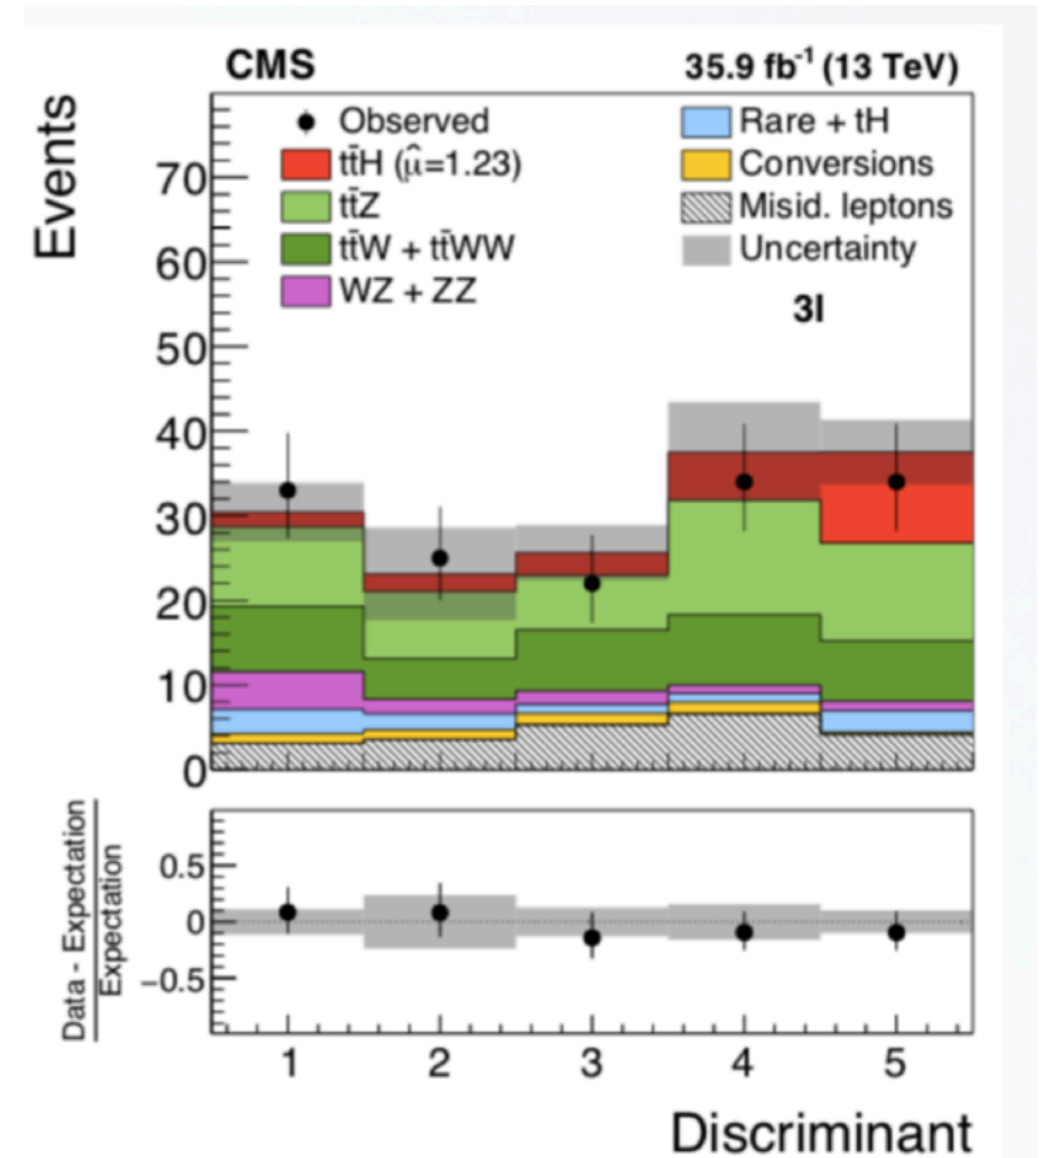 CMS 35.9 fb⁻¹ (13 TeV)
Events
Observed
tt̄H (μ̂=1.23)
tt̄Z
tt̄W + tt̄WW
WZ + ZZ
Rare + tH
Conversions
Misid. leptons
Uncertainty
3l
70
60
50
40
30
20
10
0
Data - Expectation
Expectation
0.5
0
−0.5
1 2 3 4 5
Discriminant